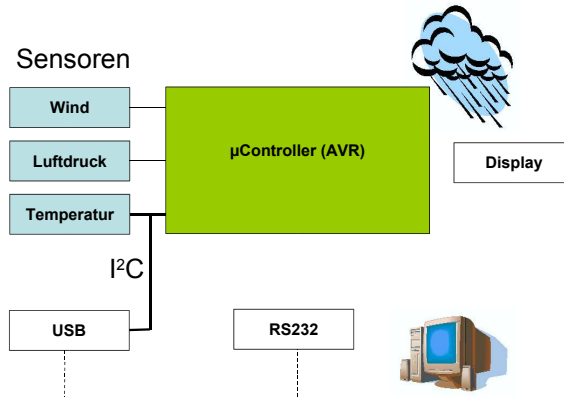 Sensoren
Wind
Luftdruck
Temperatur
µController (AVR)
Display
I²C
USB
RS232